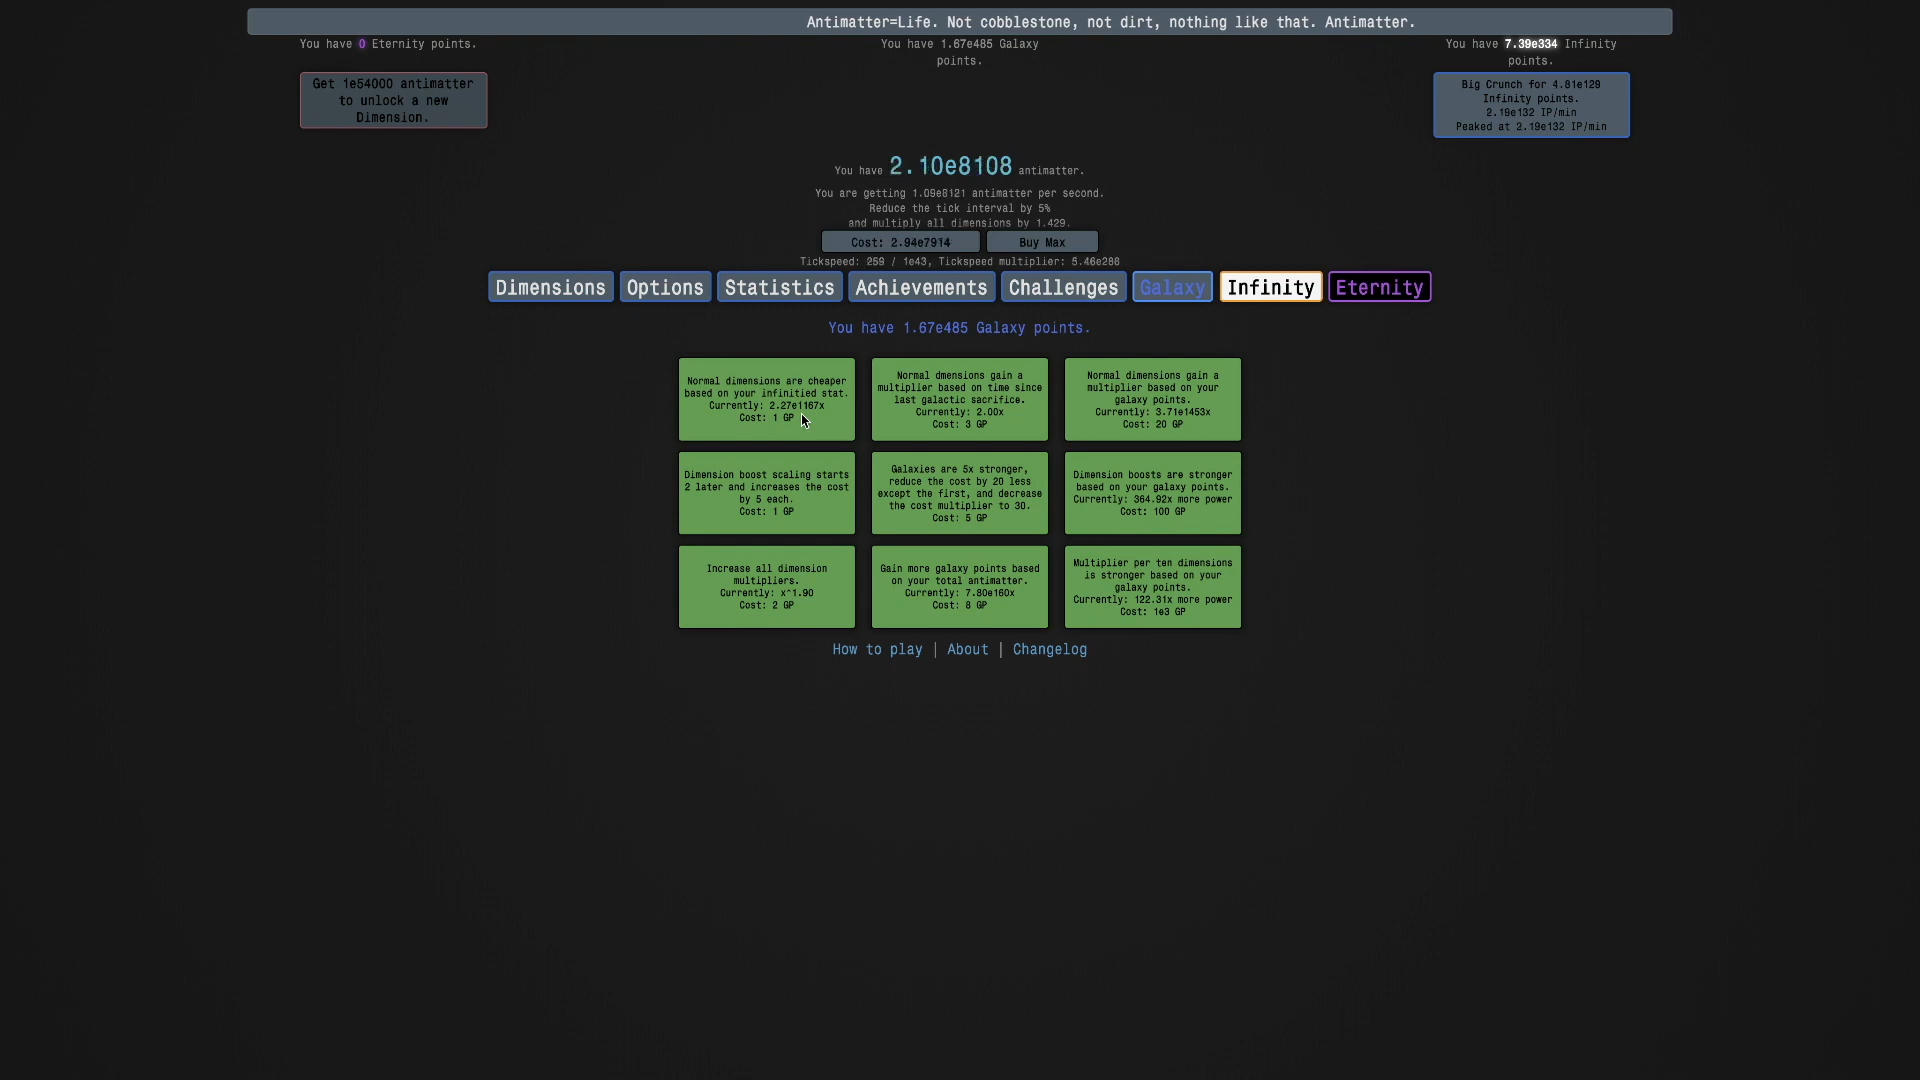 Antimatter=Life. Not cobblestone, not dirt, nothing like that. Antimatter.
You have 0 Eternity points.
You have 1.67e485 Galaxy
points.
You have 7.39e334 Infinity
points.
Get 1e54000 antimatter
to unlock a new
Dimension.
Big Crunch for 4.81e129
Infinity points.
2.19e132 IP/min
Peaked at 2.19e132 IP/min
You have 2.10e8108 antimatter.
You are getting 1.09e8121 antimatter per second.
Reduce the tick interval by 5%
and multiply all dimensions by 1.429.
Cost: 2.94e7914
Buy Max
Tickspeed: 259 / 1e43, Tickspeed multiplier: 5.46e286
Dimensions
Options
Statistics
Achievements
Challenges
Galaxy
Infinity
Eternity
You have 1.67e485 Galaxy points.
Normal dimensions are cheaper
based on your infinitied stat.
Currently: 2.27e1167x
Cost: 1 GP
Normal dmensions gain a
multiplier based on time since
last galactic sacrifice.
Currently: 2.00x
Cost: 3 GP
Normal dimensions gain a
multiplier based on your
galaxy points.
Currently: 3.71e1453x
Cost: 20 GP
Dimension boost scaling starts
2 later and increases the cost
by 5 each.
Cost: 1 GP
Galaxies are 5x stronger,
reduce the cost by 20 less
except the first, and decrease
the cost multiplier to 30.
Cost: 5 GP
Dimension boosts are stronger
based on your galaxy points.
Currently: 364.92x more power
Cost: 100 GP
Increase all dimension
multipliers.
Currently: x^1.90
Cost: 2 GP
Gain more galaxy points based
on your total antimatter.
Currently: 7.80e160x
Cost: 8 GP
Multiplier per ten dimensions
is stronger based on your
galaxy points.
Currently: 122.31x more power
Cost: 1e3 GP
How to play | About | Changelog